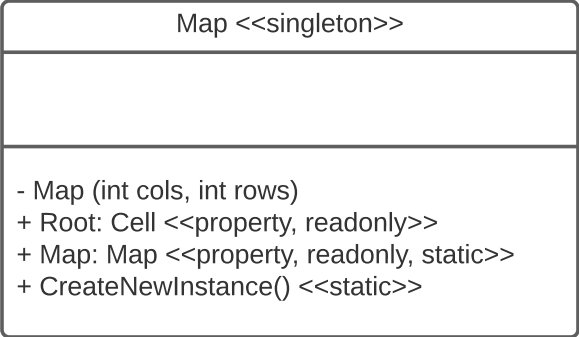 Map <<singleton>>
- Map (int cols, int rows)
+ Root: Cell <<property, readonly>>
+ Map: Map <<property, readonly, static>>
+ CreateNewInstance() <<static>>